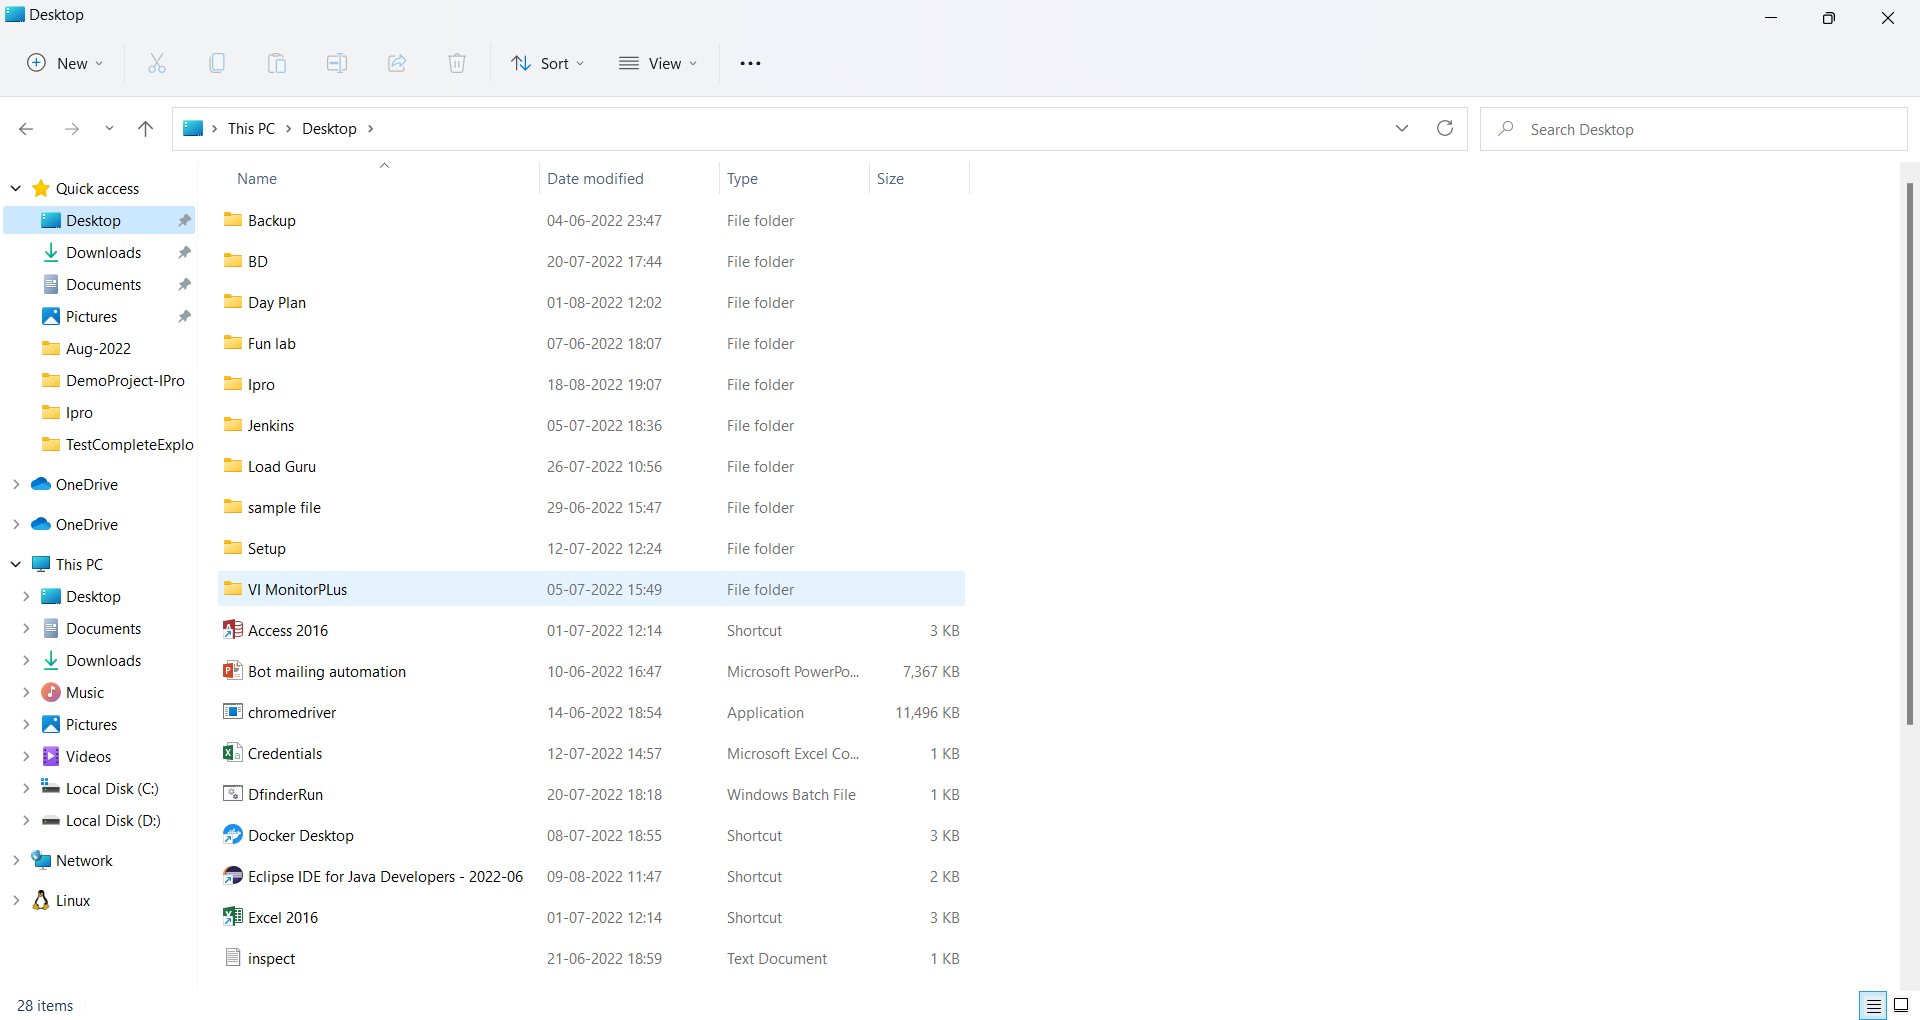 Desktop
New
Sort
View
This PC
Desktop
Search Desktop
Name Date modified Type Size
Quick access
Desktop
Downloads
Documents
Pictures
Aug-2022
DemoProject-IPro
Ipro
TestCompleteExplo
OneDrive
OneDrive
This PC
Desktop
Documents
Downloads
Music
Pictures
Videos
Local Disk (C:)
Local Disk (D:)
Network
Linux
Backup 04-06-2022 23:47 File folder
BD 20-07-2022 17:44 File folder
Day Plan 01-08-2022 12:02 File folder
Fun lab 07-06-2022 18:07 File folder
Ipro 18-08-2022 19:07 File folder
Jenkins 05-07-2022 18:36 File folder
Load Guru 26-07-2022 10:56 File folder
sample file 29-06-2022 15:47 File folder
Setup 12-07-2022 12:24 File folder
VI MonitorPLus 05-07-2022 15:49 File folder
Access 2016 01-07-2022 12:14 Shortcut 3 KB
Bot mailing automation 10-06-2022 16:47 Microsoft PowerPo... 7,367 KB
chromedriver 14-06-2022 18:54 Application 11,496 KB
Credentials 12-07-2022 14:57 Microsoft Excel Co... 1 KB
DfinderRun 20-07-2022 18:18 Windows Batch File 1 KB
Docker Desktop 08-07-2022 18:55 Shortcut 3 KB
Eclipse IDE for Java Developers - 2022-06 09-08-2022 11:47 Shortcut 2 KB
Excel 2016 01-07-2022 12:14 Shortcut 3 KB
inspect 21-06-2022 18:59 Text Document 1 KB
28 items